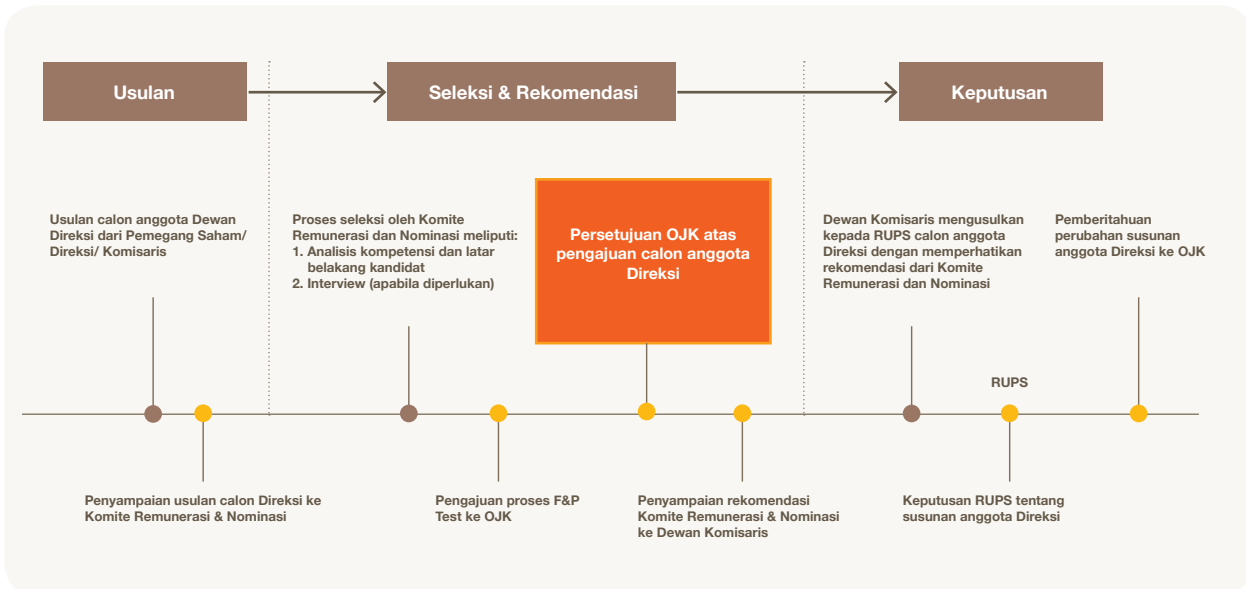 Usulan
Seleksi & Rekomendasi
Keputusan
Usulan calon anggota Dewan
Direksi dari Pemegang Saham/
Direksi/ Komisaris
Proses seleksi oleh Komite
Remunerasi dan Nominasi meliputi:
1. Analisis kompetensi dan latar
belakang kandidat
2. Interview (apabila diperlukan)
Persetujuan OJK atas
pengajuan calon anggota
Direksi
Dewan Komisaris mengusulkan
kepada RUPS calon anggota
Direksi dengan memperhatikan
rekomendasi dari Komite
Remunerasi dan Nominasi
Pemberitahuan
perubahan susunan
anggota Direksi ke OJK
RUPS
Penyampaian usulan calon Direksi ke
Komite Remunerasi & Nominasi
Pengajuan proses F&P
Test ke OJK
Penyampaian rekomendasi
Komite Remunerasi & Nominasi
ke Dewan Komisaris
Keputusan RUPS tentang
susunan anggota Direksi